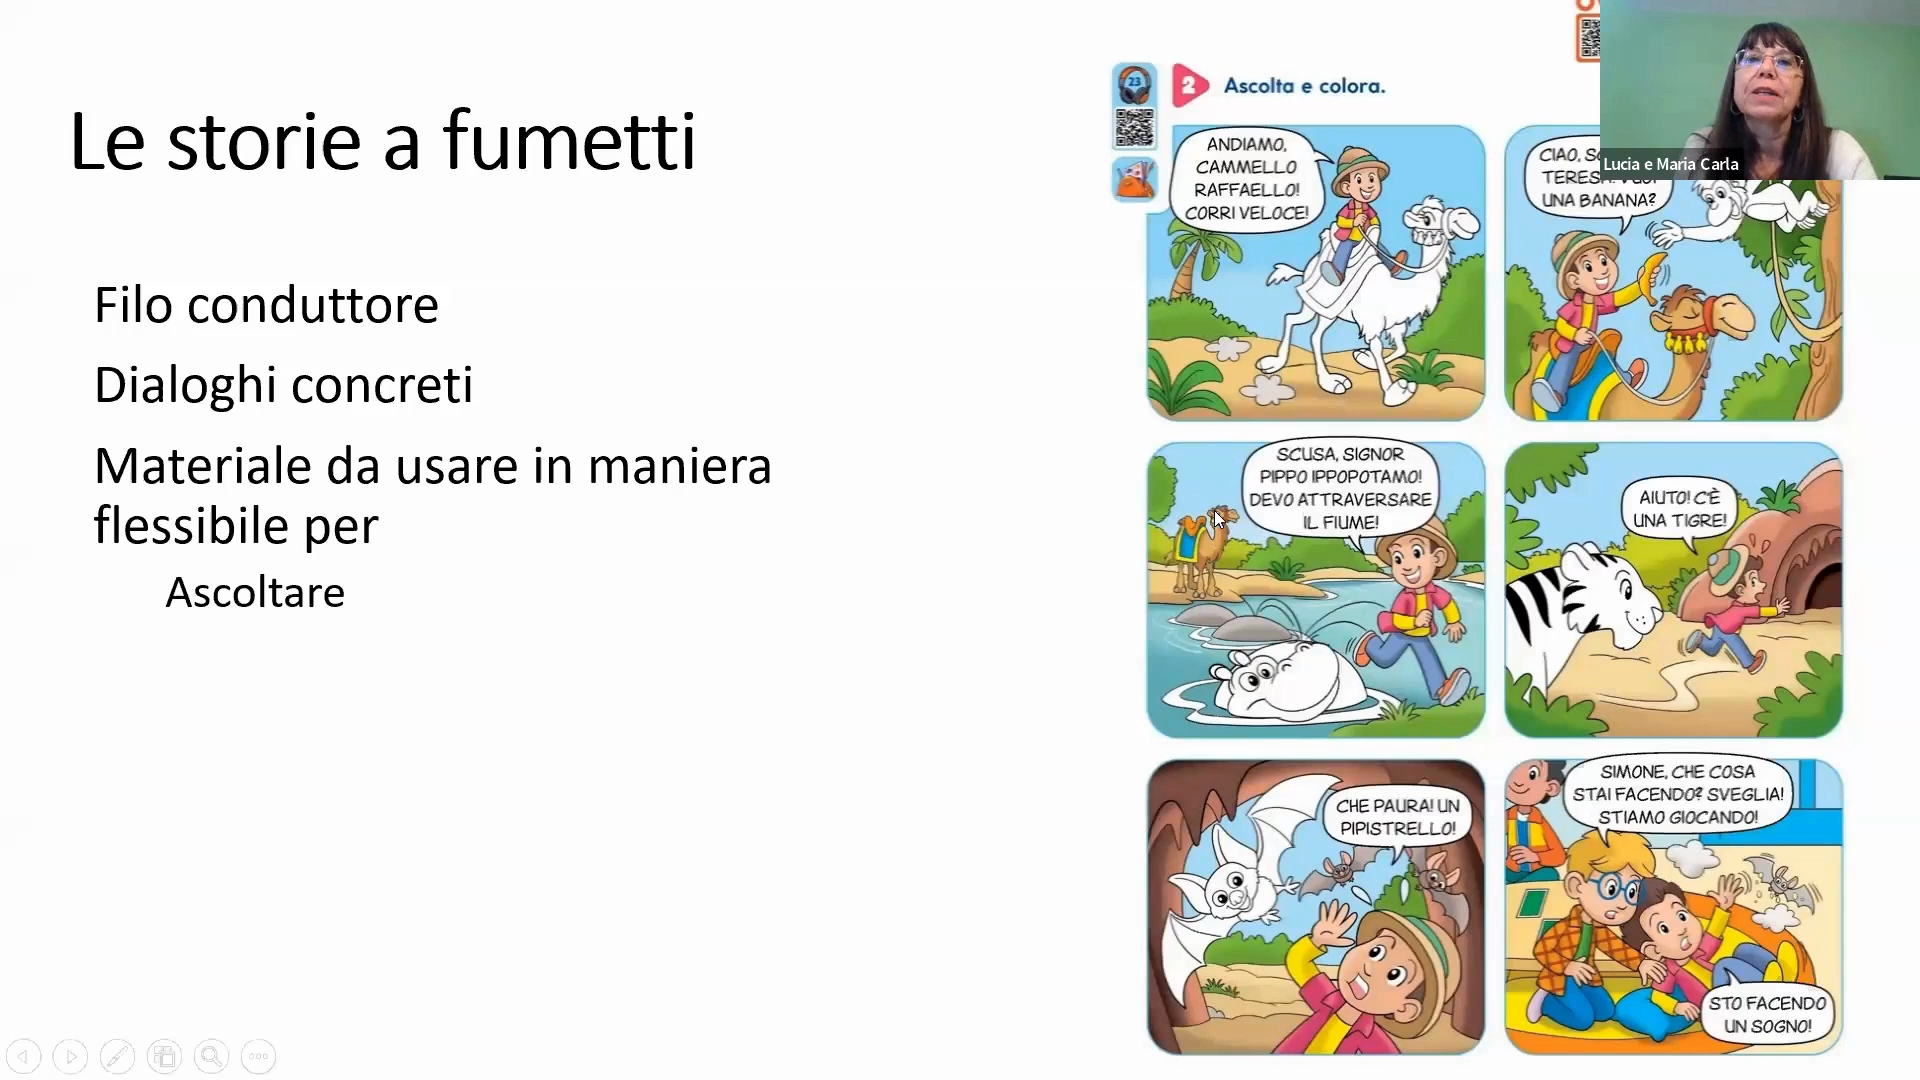 Le storie a fumetti
Filo conduttore
Dialoghi concreti
Materiale da usare in maniera
flessibile per
Ascoltare
23
2 Ascolta e colora.
ANDIAMO,
CAMMELLO
RAFFAELLO!
CORRI VELOCE!
CIAO,
UNA BANANA?
Lucia e Maria Carla
SCUSA, SIGNOR
PIPPO IPPOPOTAMO!
DEVO ATTRAVERSARE
IL FIUME!
AIUTO! C'È
UNA TIGRE!
CHE PAURA! UN
PIPISTRELLO!
SIMONE, CHE COSA
STAI FACENDO? SVEGLIA!
STIAMO GIOCANDO!
STO FACENDO
UN SOGNO!